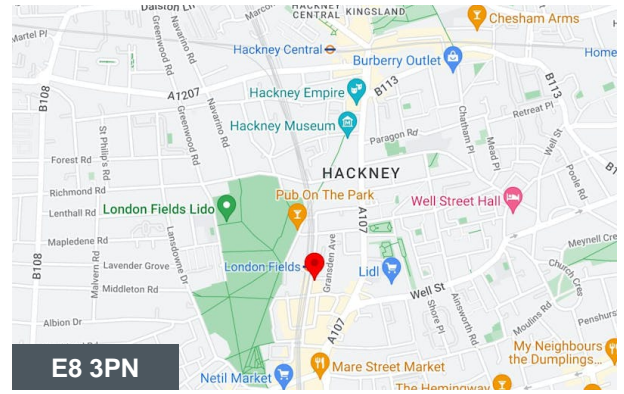 Dalston Ln
HACKNEY
CENTRAL
KINGSLAND
Chesham Arms
Martel Pl
Greenwood Rd
Navarino Rd
Hackney Central
Burberry Outlet
Home
B108
A1207
Hackney Empire
B113
B113
Navarino Rd
Hackney Museum
Retreat Pl
St Philip's Rd
Greenwood Rd
Paragon Rd
Chatham Pl
Mead Pl
Well St
Forest Rd
HACKNEY
Poole Rd
Richmond Rd
Pub On The Park
Well Street Hall
Lenthall Rd
London Fields Lido
A107
Mapledene Rd
Lansdowne Dr
Meynell Cre
B108
Malvern Rd
Lavender Grove
London Fields
Gransden Ave
Lidl
Church Cres
Middleton Rd
Well St
Shore Pl
Ainsworth Rd
Moulins Rd
Penshurs
Albion Dr
A107
My Neighbours
the Dumplings...
E8 3PN
Mare Street Market
Netil Market
The Hemingway